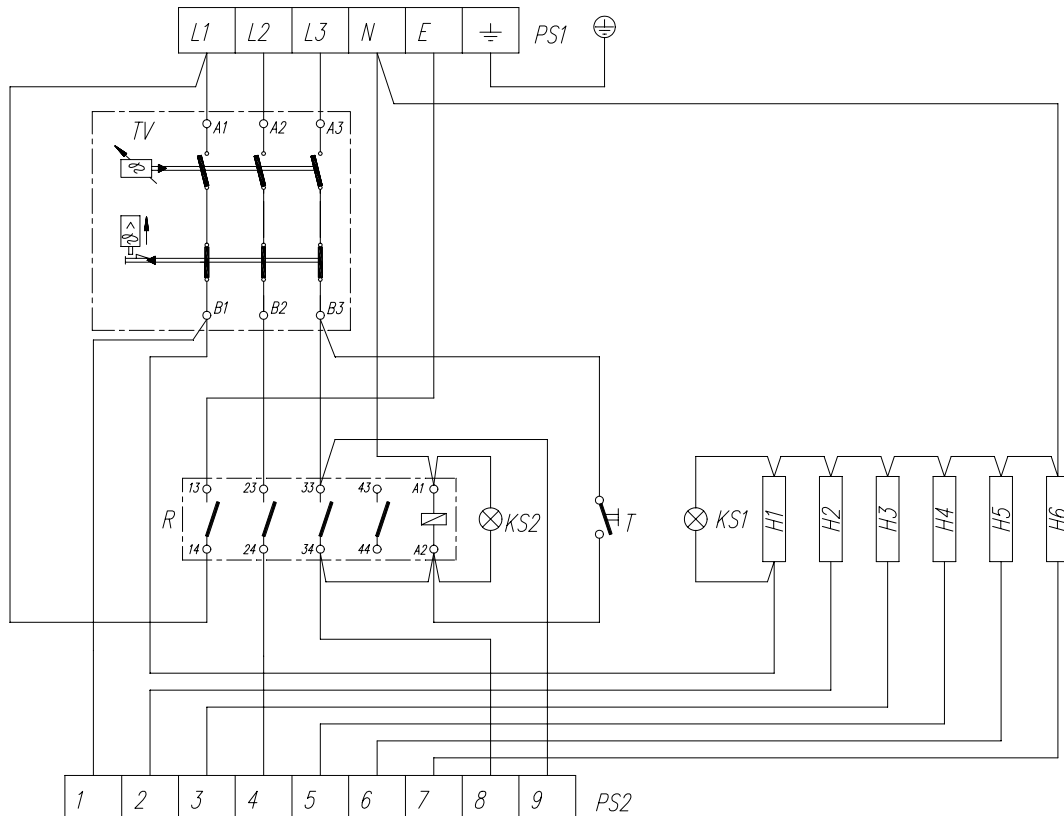 L1 L2 L3 N E PS1
TV A1 A2 A3
B1 B2 B3
13 23 33 43 A1
R KS2 T KS1 H1 H2 H3 H4 H5 H6
14 24 34 44 A2
1 2 3 4 5 6 7 8 9 PS2